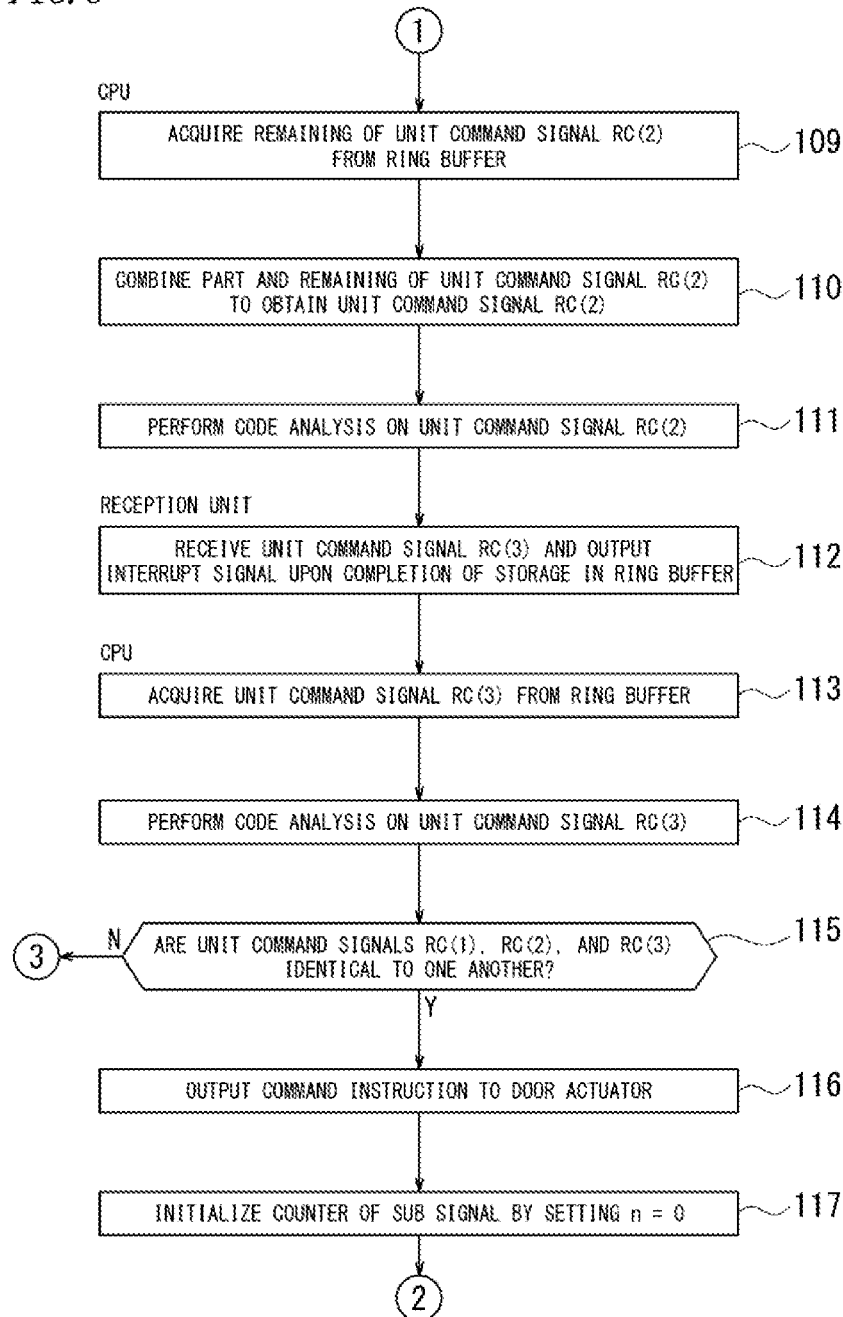 1
CPU
ACQUIRE REMAINING OF UNIT COMMAND SIGNAL RC(2)
FROM RING BUFFER
109
COMBINE PART AND REMAINING OF UNIT COMMAND SIGNAL RC(2)
TO OBTAIN UNIT COMMAND SIGNAL RC(2)
110
PERFORM CODE ANALYSIS ON UNIT COMMAND SIGNAL RC(2)
111
RECEPTION UNIT
RECEIVE UNIT COMMAND SIGNAL RC(3) AND OUTPUT
INTERRUPT SIGNAL UPON COMPLETION OF STORAGE IN RING BUFFER
112
CPU
ACQUIRE UNIT COMMAND SIGNAL RC(3) FROM RING BUFFER
113
PERFORM CODE ANALYSIS ON UNIT COMMAND SIGNAL RC(3)
114
ARE UNIT COMMAND SIGNALS RC(1), RC(2), AND RC(3)
IDENTICAL TO ONE ANOTHER?
115
N
3
Y
OUTPUT COMMAND INSTRUCTION TO DOOR ACTUATOR
116
INITIALIZE COUNTER OF SUB SIGNAL BY SETTING n = 0
117
2